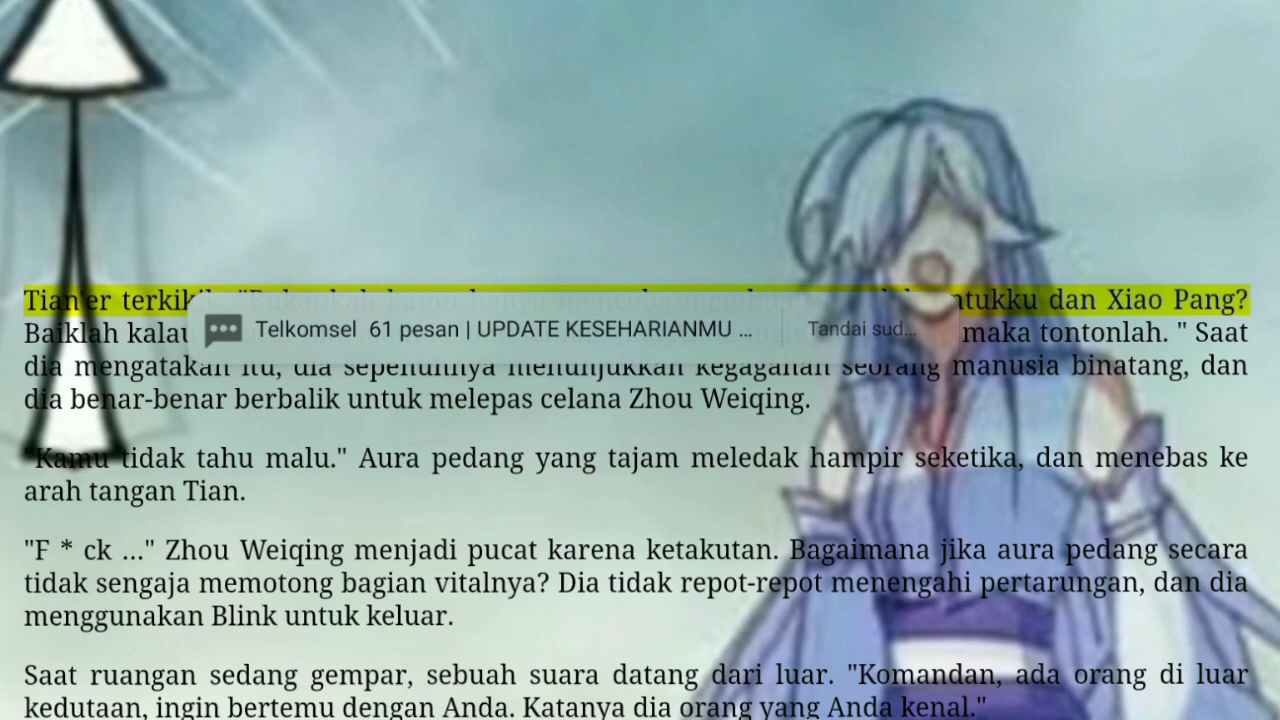 Tian'er terkikik. "Bukankah kamu hanya mencoba untukku dan Xiao Pang?
Baiklah kalau maka tontonlah. " Saat
Telkomsel 61 pesan | UPDATE KESEHARIANMU ... Tandai sud...
dia mengatakan itu, dia sepenuhnya menunjukkan kegagahan seorang manusia binatang, dan
dia benar-benar berbalik untuk melepas celana Zhou Weiqing.
"Kamu tidak tahu malu." Aura pedang yang tajam meledak hampir seketika, dan menebas ke
arah tangan Tian.
"F * ck ..." Zhou Weiqing menjadi pucat karena ketakutan. Bagaimana jika aura pedang secara
tidak sengaja memotong bagian vitalnya? Dia tidak repot-repot menengahi pertarungan, dan dia
menggunakan Blink untuk keluar.
Saat ruangan sedang gempar, sebuah suara datang dari luar. "Komandan, ada orang di luar
kedutaan, ingin bertemu dengan Anda. Katanya dia orang yang Anda kenal."